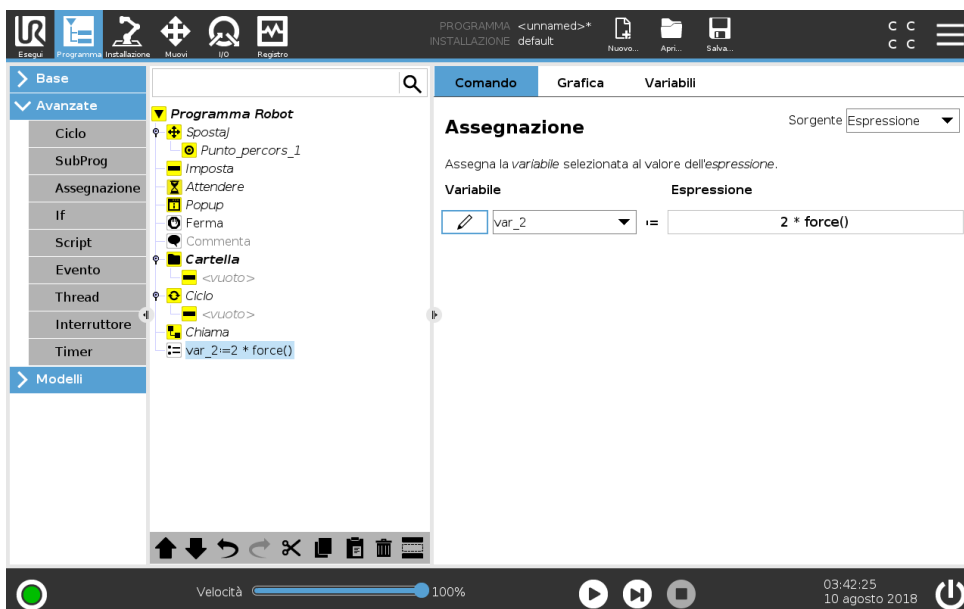 UR
Esegui
Programma
Installazione
Muovi
I/O
Registro
PROGRAMMA <unnamed>*
INSTALLAZIONE default
Nuovo...
Apri...
Salva...
C C
C C
Base
Avanzate
Ciclo
SubProg
Assegnazione
If
Script
Evento
Thread
Interruttore
Timer
Modelli
Programma Robot
SpostaJ
Punto_percors_1
Imposta
Attendere
Popup
Ferma
Commenta
Cartella
<vuoto>
Ciclo
<vuoto>
Chiama
var_2:=2 * force()
Comando
Grafica
Variabili
Assegnazione
Sorgente Espressione
Assegna la variabile selezionata al valore dell'espressione.
Variabile
Espressione
var_2
:=
2 * force()
Velocità
100%
03:42:25
10 agosto 2018